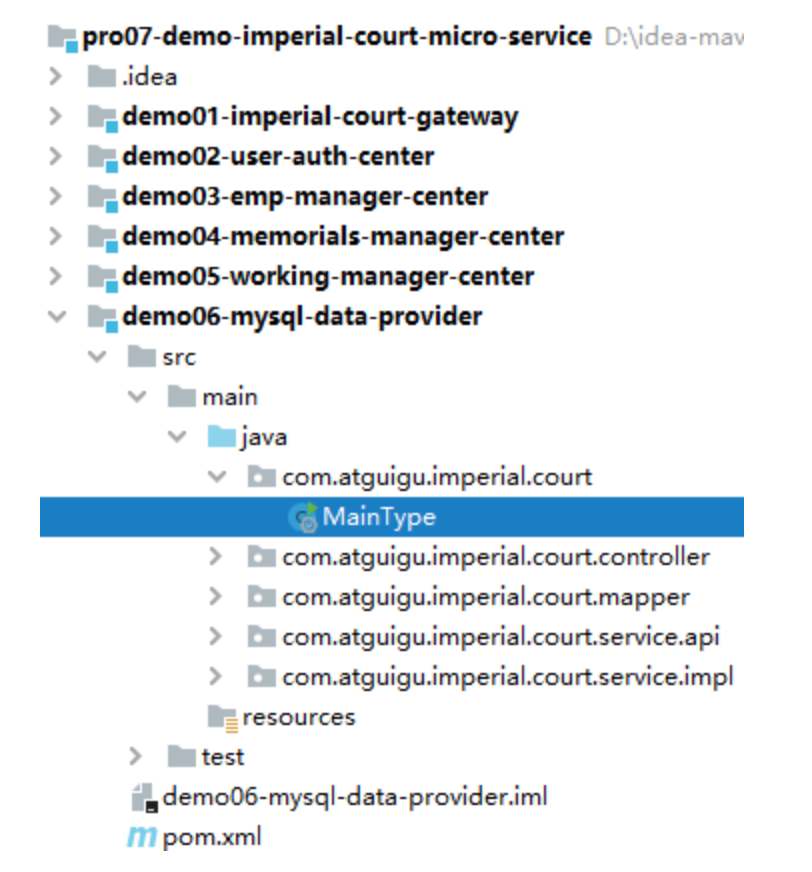 pro07-demo-imperial-court-micro-service D:\idea-mav
.idea
demo01-imperial-court-gateway
demo02-user-auth-center
demo03-emp-manager-center
demo04-memorials-manager-center
demo05-working-manager-center
demo06-mysql-data-provider
src
main
java
com.atguigu.imperial.court
MainType
com.atguigu.imperial.court.controller
com.atguigu.imperial.court.mapper
com.atguigu.imperial.court.service.api
com.atguigu.imperial.court.service.impl
resources
test
demo06-mysql-data-provider.iml
pom.xml